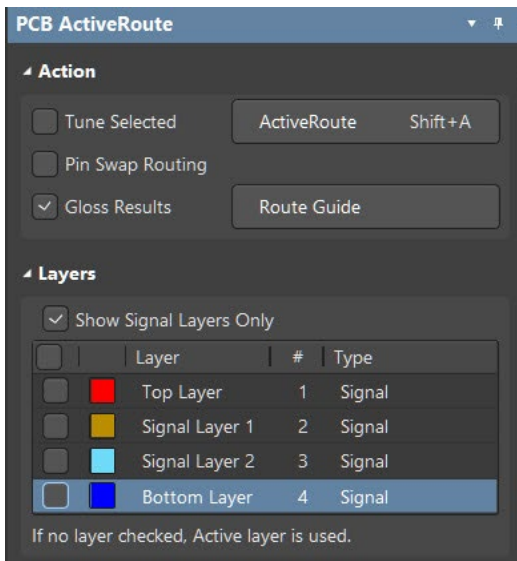 PCB ActiveRoute
Action
Tune Selected ActiveRoute Shift+A
Pin Swap Routing
Gloss Results Route Guide
Layers
Show Signal Layers Only
Layer # Type
Top Layer 1 Signal
Signal Layer 1 2 Signal
Signal Layer 2 3 Signal
Bottom Layer 4 Signal
If no layer checked, Active layer is used.